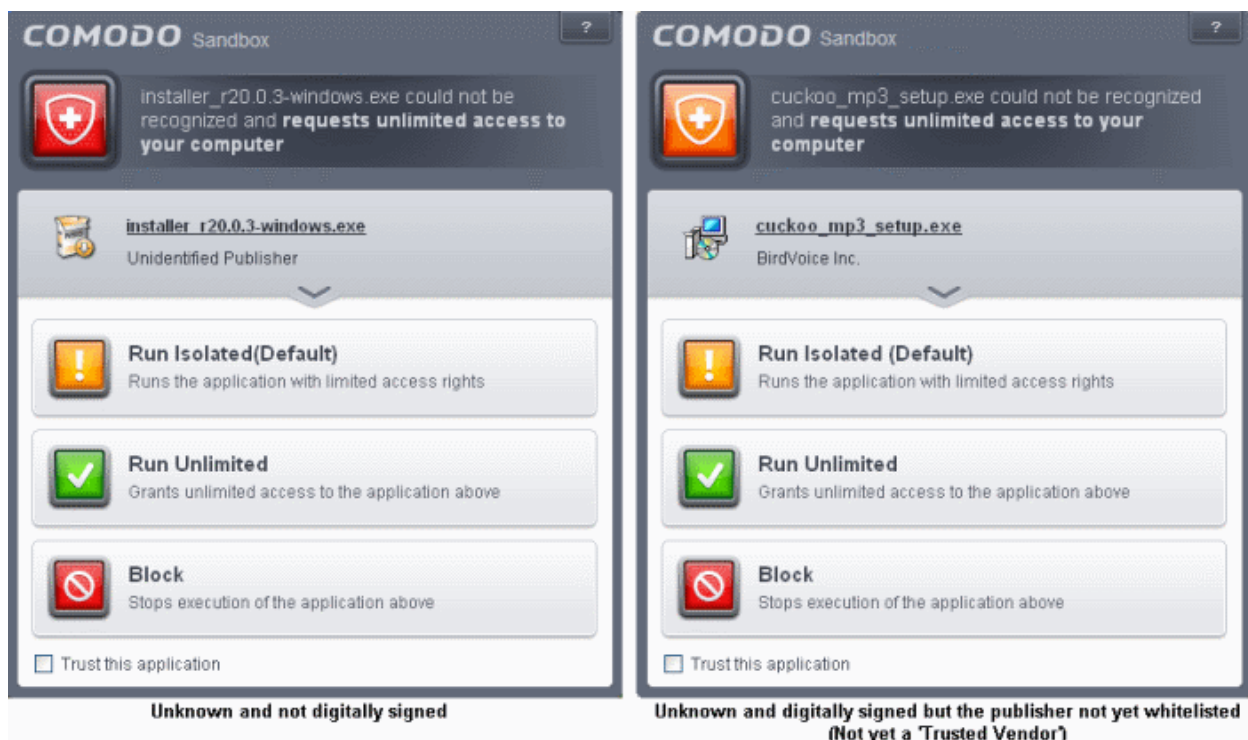 COMODO Sandbox
?
installer_r20.0.3-windows.exe could not be
recognized and requests unlimited access to
your computer
installer_r20.0.3-windows.exe
Unidentified Publisher
Run Isolated(Default)
Runs the application with limited access rights
Run Unlimited
Grants unlimited access to the application above
Block
Stops execution of the application above
Trust this application
Unknown and not digitally signed
COMODO Sandbox
?
cuckoo_mp3_setup.exe could not be recognized
and requests unlimited access to your
computer
cuckoo_mp3_setup.exe
BirdVoice Inc.
Run Isolated (Default)
Runs the application with limited access rights
Run Unlimited
Grants unlimited access to the application above
Block
Stops execution of the application above
Trust this application
Unknown and digitally signed but the publisher not yet whitelisted
(Not yet a 'Trusted Vendor')